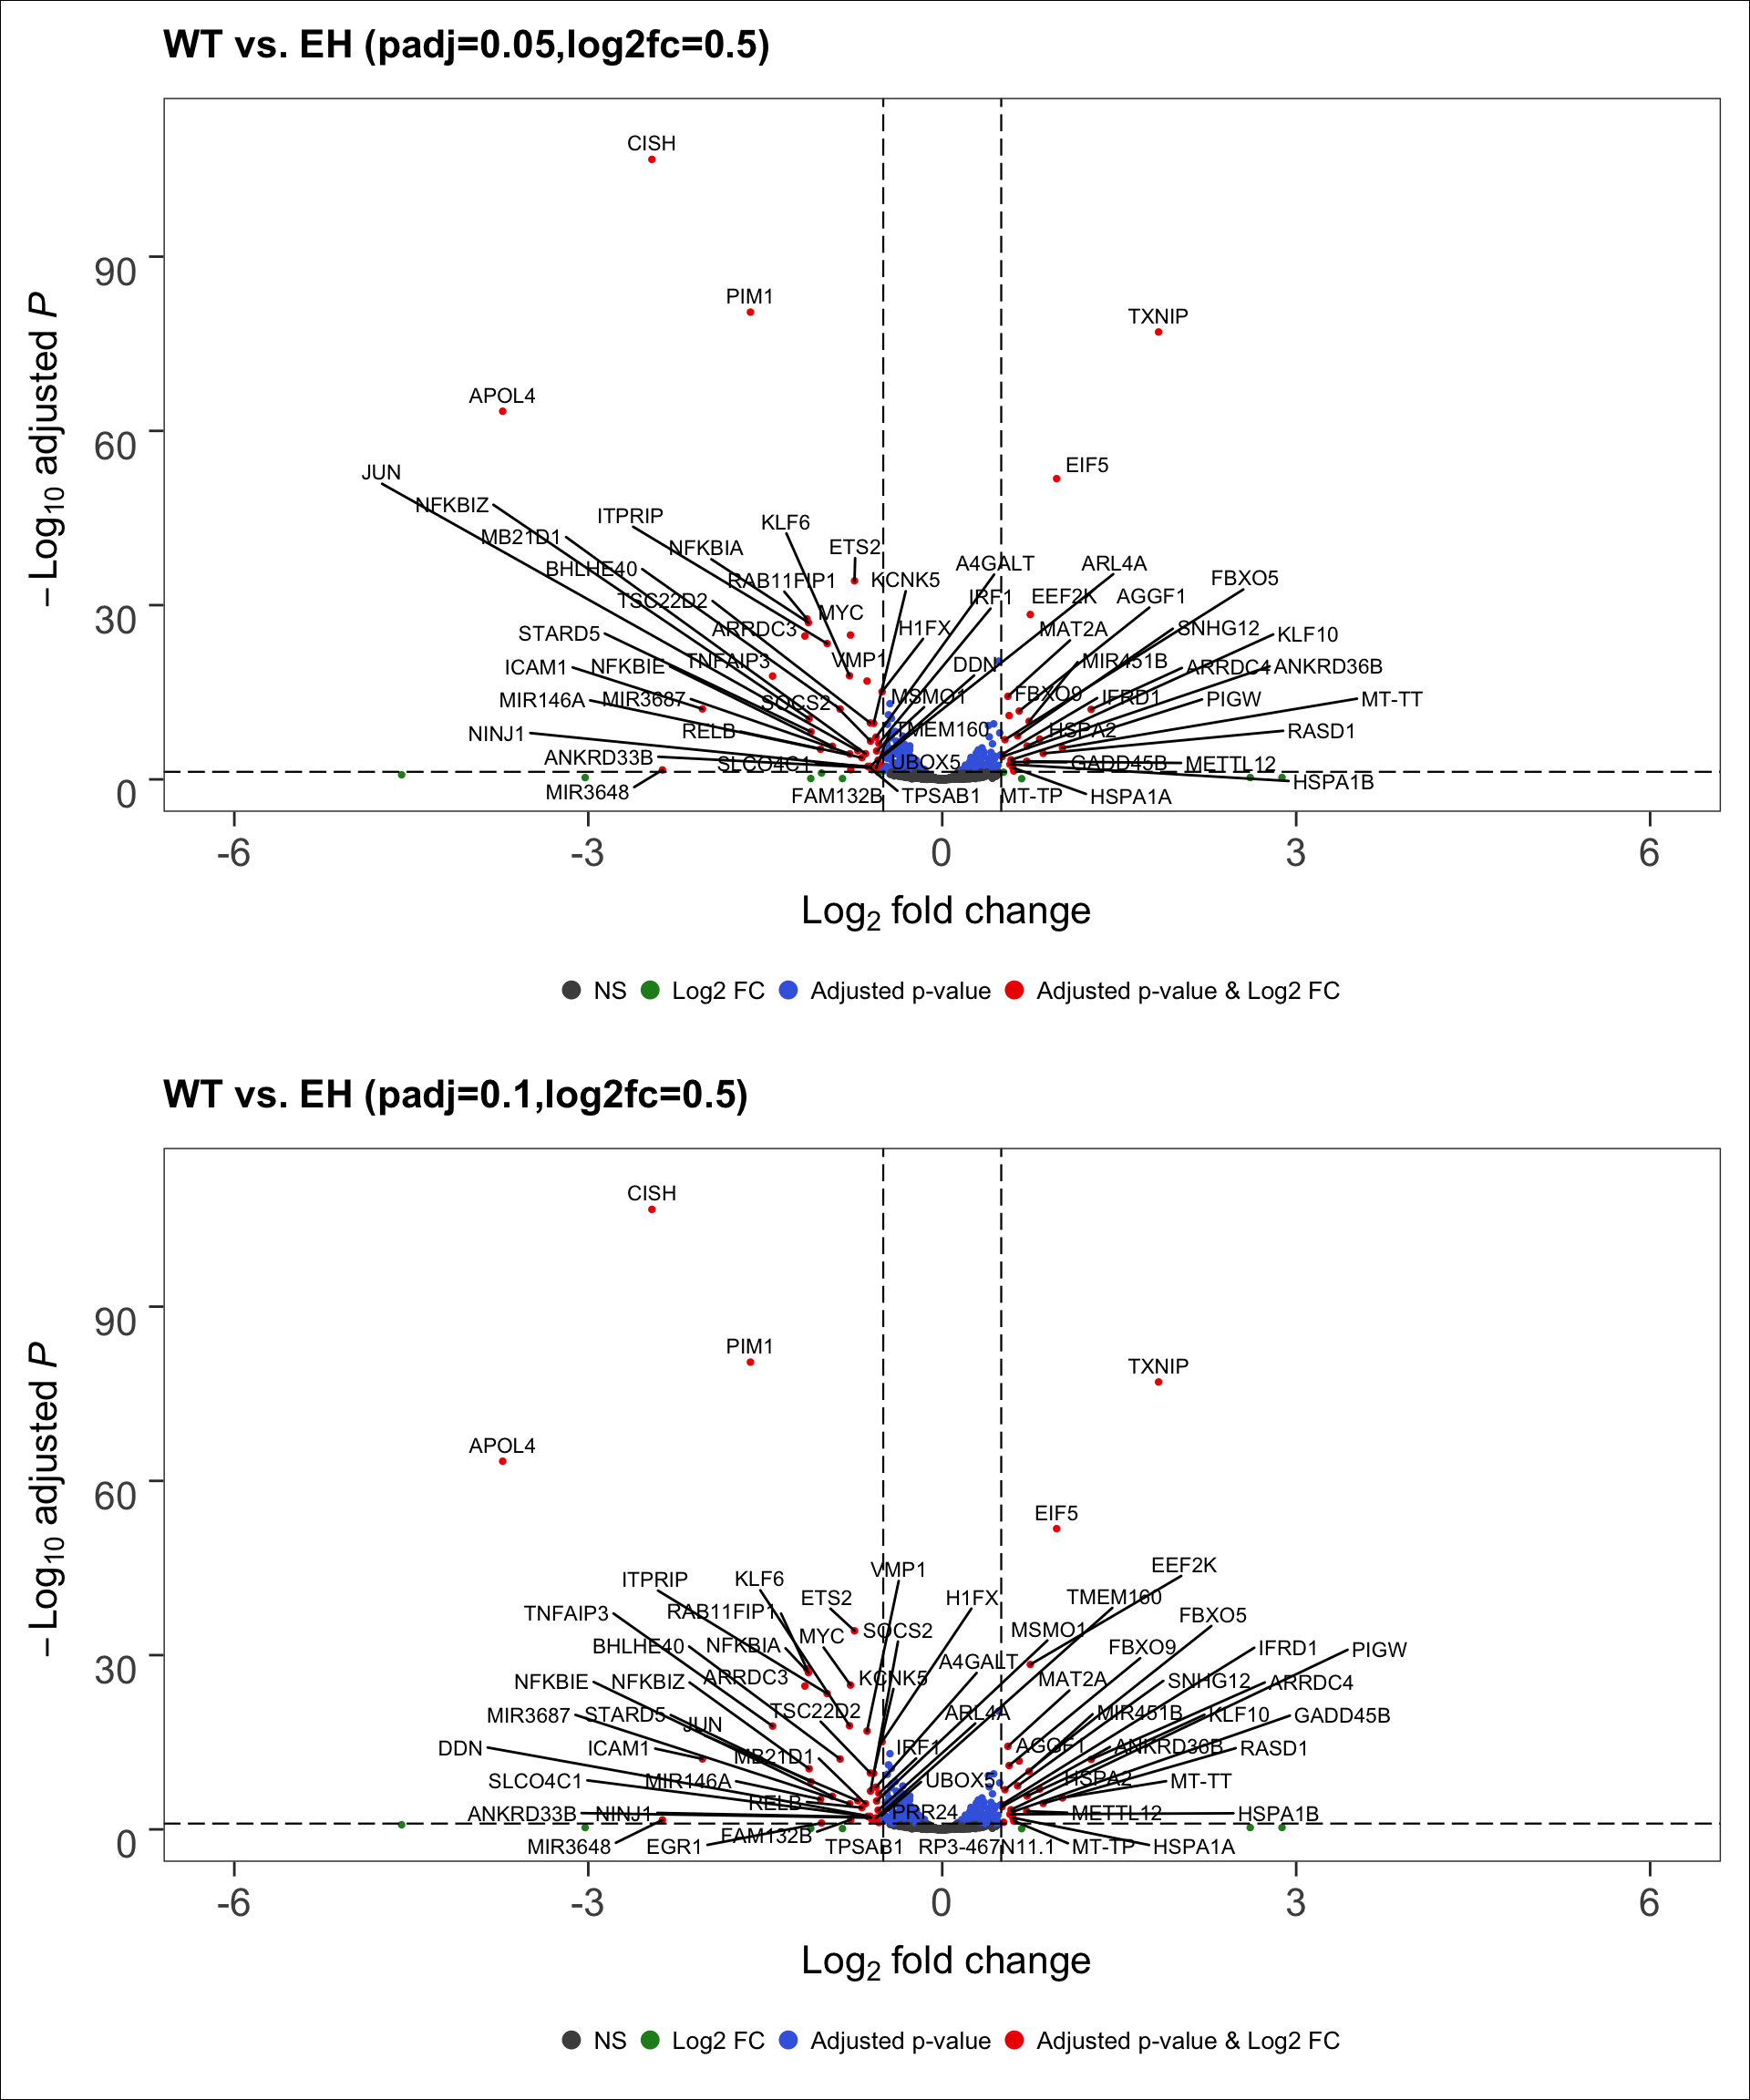 WT vs. EH (padj=0.05,log2fc=0.5)
CISH
90
PIM1
TXNIP
APOL4
60
EIF5
JUN
NFKBIZ
ITPRIP
KLF6
MB21D1
NFKBIA
ETS2
BHLHE40
RAB11FIP1
KCNK5
A4GALT
ARL4A
FBXO5
TSC22D2
MYC
IRF1
EEF2K
AGGF1
30
STARD5
ARRDC3
H1FX
MAT2A
SNHG12
KLF10
ICAM1
NFKBIE
TNFAIP3
VMP1
DDN
MIR451B
ARRDC4
ANKRD36B
MIR146A
MIR3687
SOCS2
MSMO1
FBXO9
IFRD1
PIGW
MT-TT
NINJ1
RELB
TMEM160
HSPA2
RASD1
ANKRD33B
SLCO4C1
UBOX5
GADD45B
METTL12
HSPA1B
0
MIR3648
FAM132B
TPSAB1
MT-TP
HSPA1A
− Log10 adjusted P
-6
-3
0
3
6
Log2 fold change
NS
Log2 FC
Adjusted p-value
Adjusted p-value & Log2 FC
WT vs. EH (padj=0.1,log2fc=0.5)
CISH
90
PIM1
TXNIP
APOL4
60
EIF5
VMP1
EEF2K
ITPRIP
KLF6
ETS2
H1FX
TMEM160
TNFAIP3
RAB11FIP1
SOCS2
MSMO1
FBXO5
BHLHE40
NFKBIA
MYC
A4GALT
FBXO9
IFRD1
PIGW
30
NFKBIE
NFKBIZ
ARRDC3
KCNK5
MAT2A
SNHG12
ARRDC4
MIR3687
STARD5
JUN
TSC22D2
ARL4A
MIR451B
KLF10
GADD45B
DDN
ICAM1
MB21D1
IRF1
AGGF1
ANKRD36B
RASD1
SLCO4C1
MIR146A
UBOX5
HSPA2
MT-TT
ANKRD33B
NINJ1
RELB
PRR24
METTL12
HSPA1B
0
MIR3648
EGR1
FAM132B
TPSAB1
RP3-467N11.1
MT-TP
HSPA1A
− Log10 adjusted P
-6
-3
0
3
6
Log2 fold change
NS
Log2 FC
Adjusted p-value
Adjusted p-value & Log2 FC